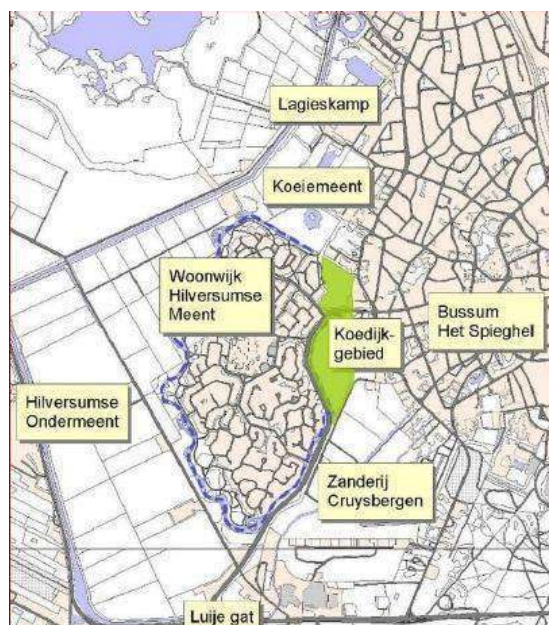 Lagieskamp
Koeiemeent
Woonwijk
Hilversumse
Meent
Koedijk-
gebied
Bussum
Het Spieghel
Hilversumse
Ondermeent
Zanderij
Cruysbergen
Luije gat